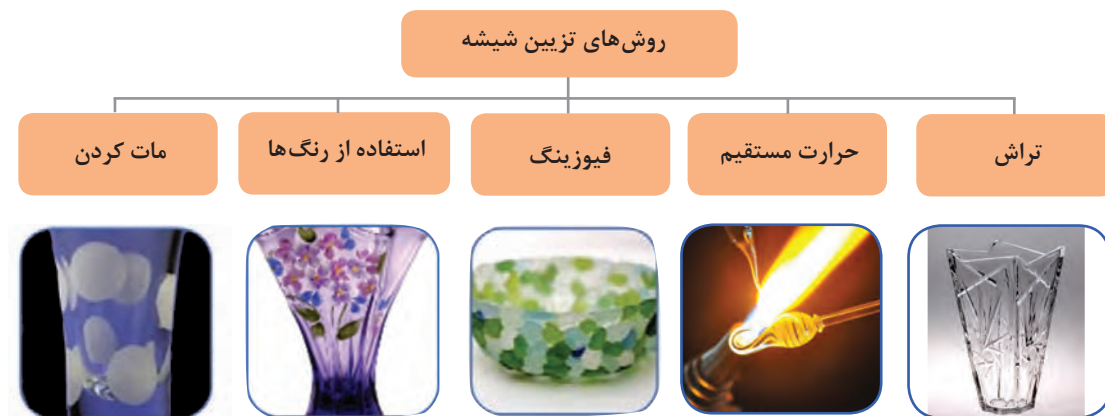 روش‌های تزیین شیشه
تراش
حرارت مستقیم
فیوزینگ
استفاده از رنگ‌ها
مات کردن